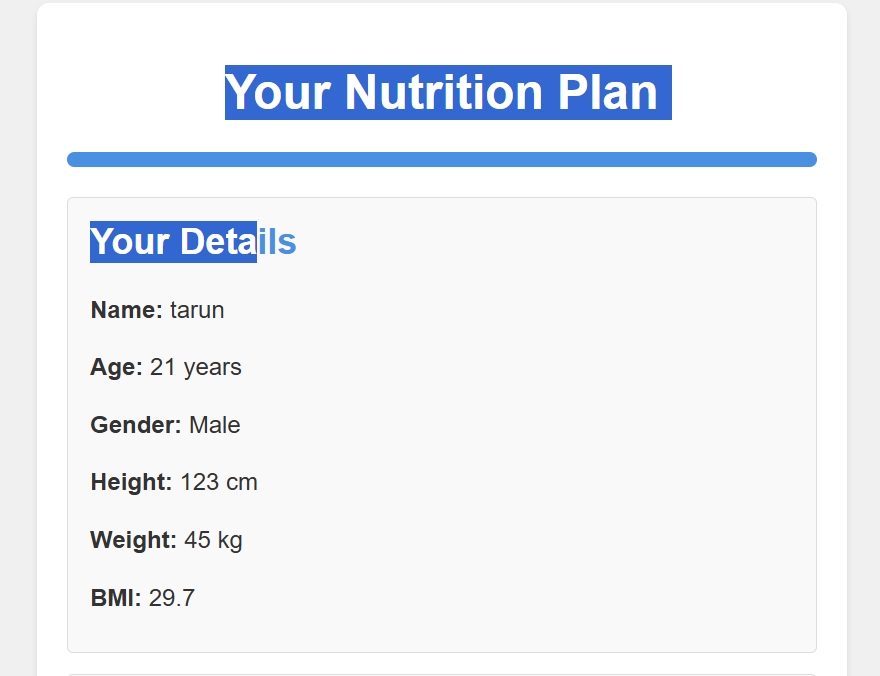 Your Nutrition Plan
Your Details
Name: tarun
Age: 21 years
Gender: Male
Height: 123 cm
Weight: 45 kg
BMI: 29.7